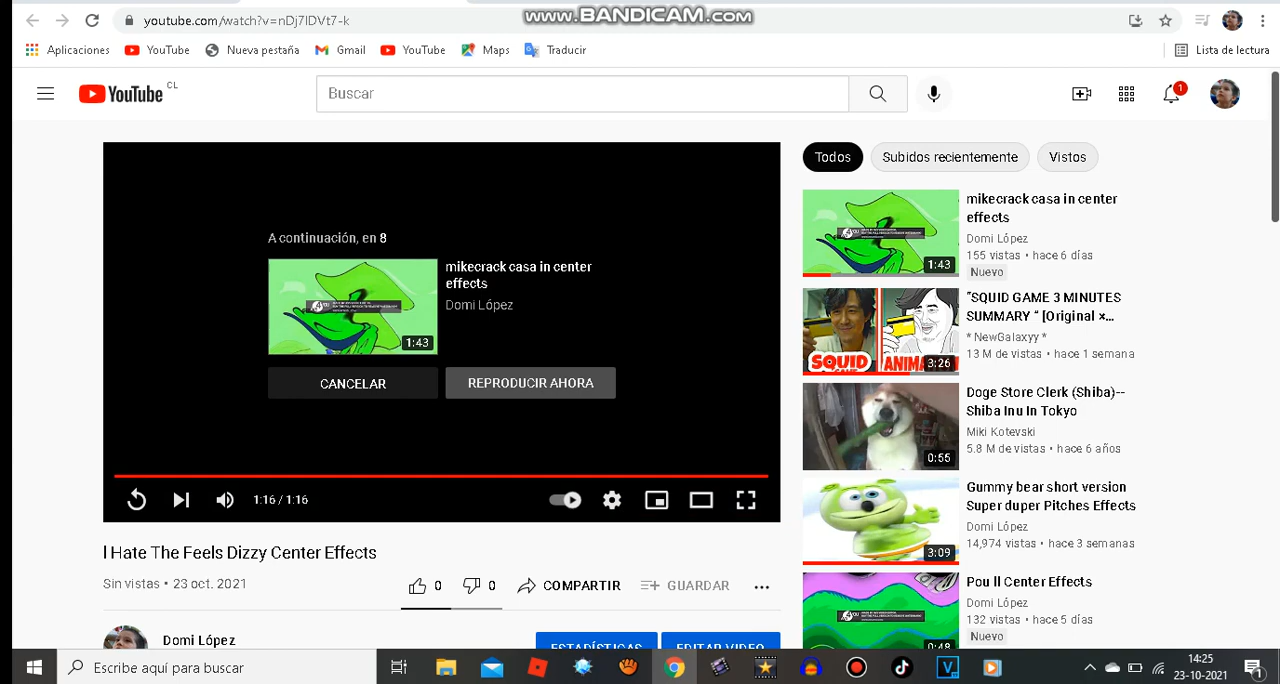 youtube.com/watch?v=nDj7lDVt7-k
www.BANDICAM.com
Aplicaciones YouTube Nueva pestaña Gmail YouTube Maps Traducir Lista de lectura
YouTube CL
Buscar
1
A continuación, en 8
mikecrack casa in center
effects
Domi López
1:43
CANCELAR REPRODUCIR AHORA
1:16 / 1:16
l Hate The Feels Dizzy Center Effects
Sin vistas • 23 oct. 2021
0 0 COMPARTIR GUARDAR
Domi López
ESTADÍSTICAS EDITAR VIDEO
Todos Subidos recientemente Vistos
mikecrack casa in center
effects
Domi López
155 vistas • hace 6 días
Nuevo
1:43
"SQUID GAME 3 MINUTES
SUMMARY " [Original ×...
* NewGalaxyy *
13 M de vistas • hace 1 semana
SQUID ANIMA
3:26
Doge Store Clerk (Shiba)--
Shiba Inu In Tokyo
Miki Kotevski
5.8 M de vistas • hace 6 años
0:55
Gummy bear short version
Super duper Pitches Effects
Domi López
14,974 vistas • hace 3 semanas
3:09
Pou ll Center Effects
Domi López
132 vistas • hace 5 días
Nuevo
0:48
Escribe aquí para buscar
14:25
23-10-2021
1